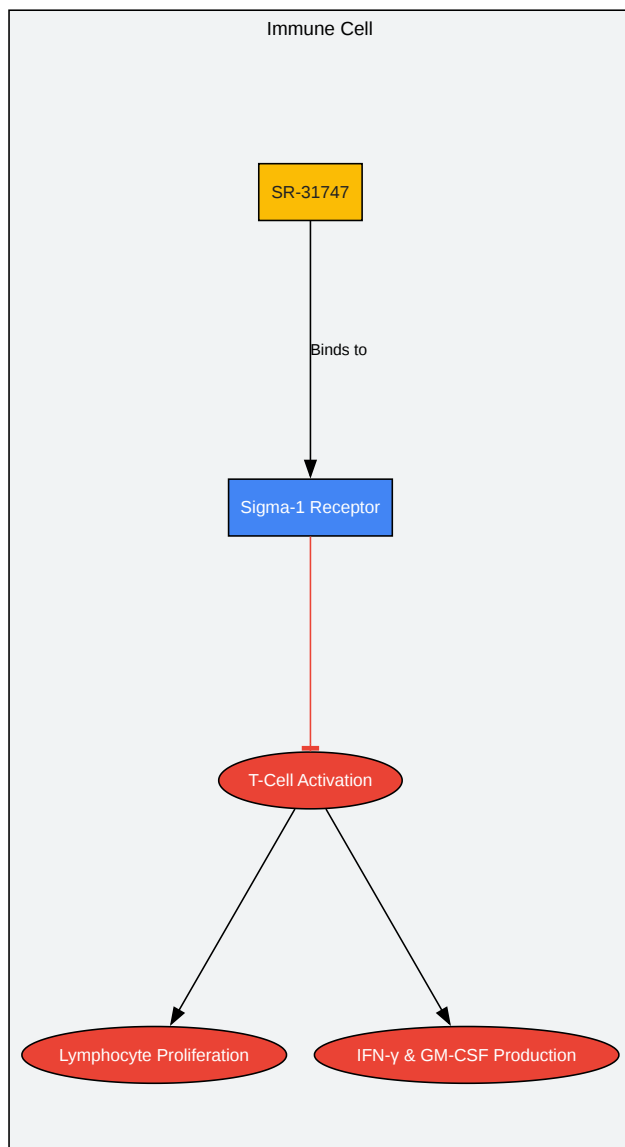 Immune Cell
SR-31747
Binds to
Sigma-1 Receptor
T-Cell Activation
Lymphocyte Proliferation
IFN-γ & GM-CSF Production